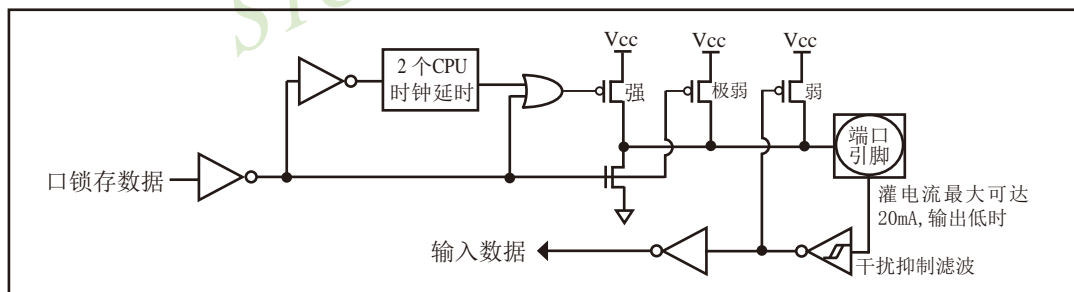 Vcc
Vcc
Vcc
2个CPU
时钟延时
强
极弱
弱
端口
引脚
口锁存数据
灌电流最大可达
20mA,输出低时
输入数据
干扰抑制滤波